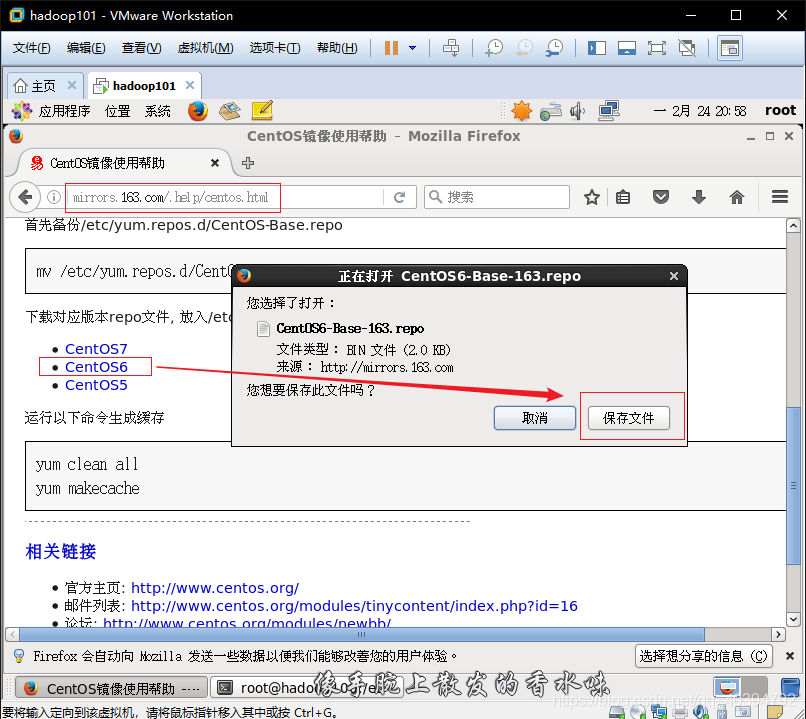 hadoop101 - VMware Workstation
文件(F) 编辑(E) 查看(V) 虚拟机(M) 选项卡(T) 帮助(H)
主页 hadoop101
应用程序 位置 系统 一 2月 24 20:58 root
CentOS镜像使用帮助 - Mozilla Firefox
CentOS镜像使用帮助
mirrors.163.com/.help/centos.html 搜索
首先备份/etc/yum.repos.d/CentOS-Base.repo
mv /etc/yum.repos.d/CentO
正在打开 CentOS6-Base-163.repo
您选择了打开：
CentOS6-Base-163.repo
文件类型： BIN 文件 (2.0 KB)
来源： http://mirrors.163.com
您想要保存此文件吗？
取消 保存文件
下载对应版本repo文件, 放入/etc
CentOS7
CentOS6
CentOS5
运行以下命令生成缓存
yum clean all
yum makecache
相关链接
官方主页: http://www.centos.org/
邮件列表: http://www.centos.org/modules/tinycontent/index.php?id=16
论坛: http://www.centos.org/modules/newbb/
Firefox 会自动向 Mozilla 发送一些数据以便我们能够改善您的用户体验。 选择想分享的信息 (C)
CentOS镜像使用帮助 ···· root@hadoop101:/e
像手腕上散发的香水味
要将输入定向到该虚拟机，请将鼠标指针移入其中或按 Ctrl+G。